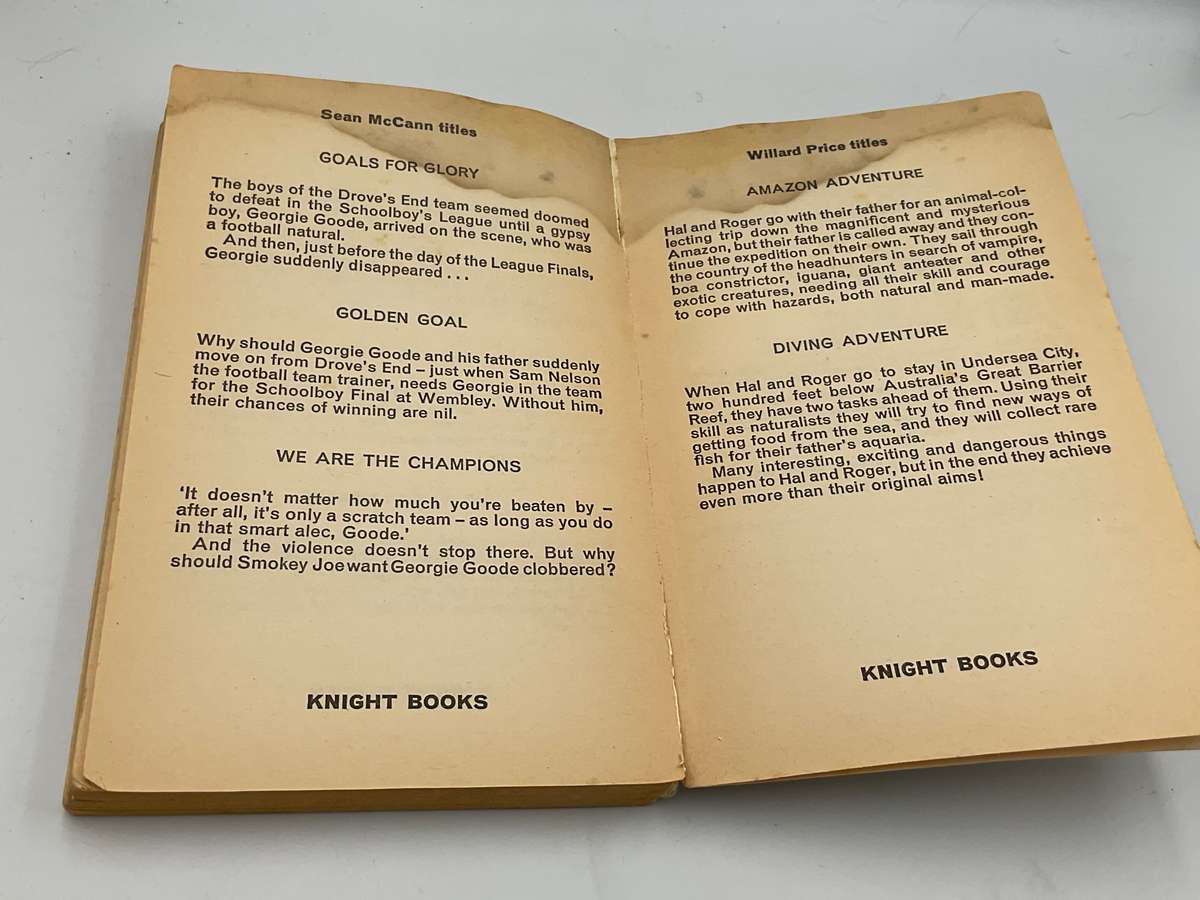 Sean McCann titles
GOALS FOR GLORY
The boys of the Drove's End team seemed doomed
to defeat in the Schoolboy's League until a gypsy
boy, Georgie Goode, arrived on the scene, who was
a football natural.
And then, just before the day of the League Finals,
Georgie suddenly disappeared . . .
GOLDEN GOAL
Why should Georgie Goode and his father suddenly
move on from Drove's End – just when Sam Nelson
the football team trainer, needs Georgie in the team
for the Schoolboy Final at Wembley. Without him,
their chances of winning are nil.
WE ARE THE CHAMPIONS
'It doesn't matter how much you're beaten by –
after all, it's only a scratch team – as long as you do
in that smart alec, Goode.'
And the violence doesn't stop there. But why
should Smokey Joe want Georgie Goode clobbered?
KNIGHT BOOKS
Willard Price titles
AMAZON ADVENTURE
Hal and Roger go with their father for an animal-col-
lecting trip down the magnificent and mysterious
Amazon, but their father is called away and they con-
tinue the expedition on their own. They sail through
the country of the headhunters in search of vampire,
boa constrictor, iguana, giant anteater and other
exotic creatures, needing all their skill and courage
to cope with hazards, both natural and man-made.
DIVING ADVENTURE
When Hal and Roger go to stay in Undersea City,
two hundred feet below Australia's Great Barrier
Reef, they have two tasks ahead of them. Using their
skill as naturalists they will try to find new ways of
getting food from the sea, and they will collect rare
fish for their father's aquaria.
Many interesting, exciting and dangerous things
happen to Hal and Roger, but in the end they achieve
even more than their original aims!
KNIGHT BOOKS